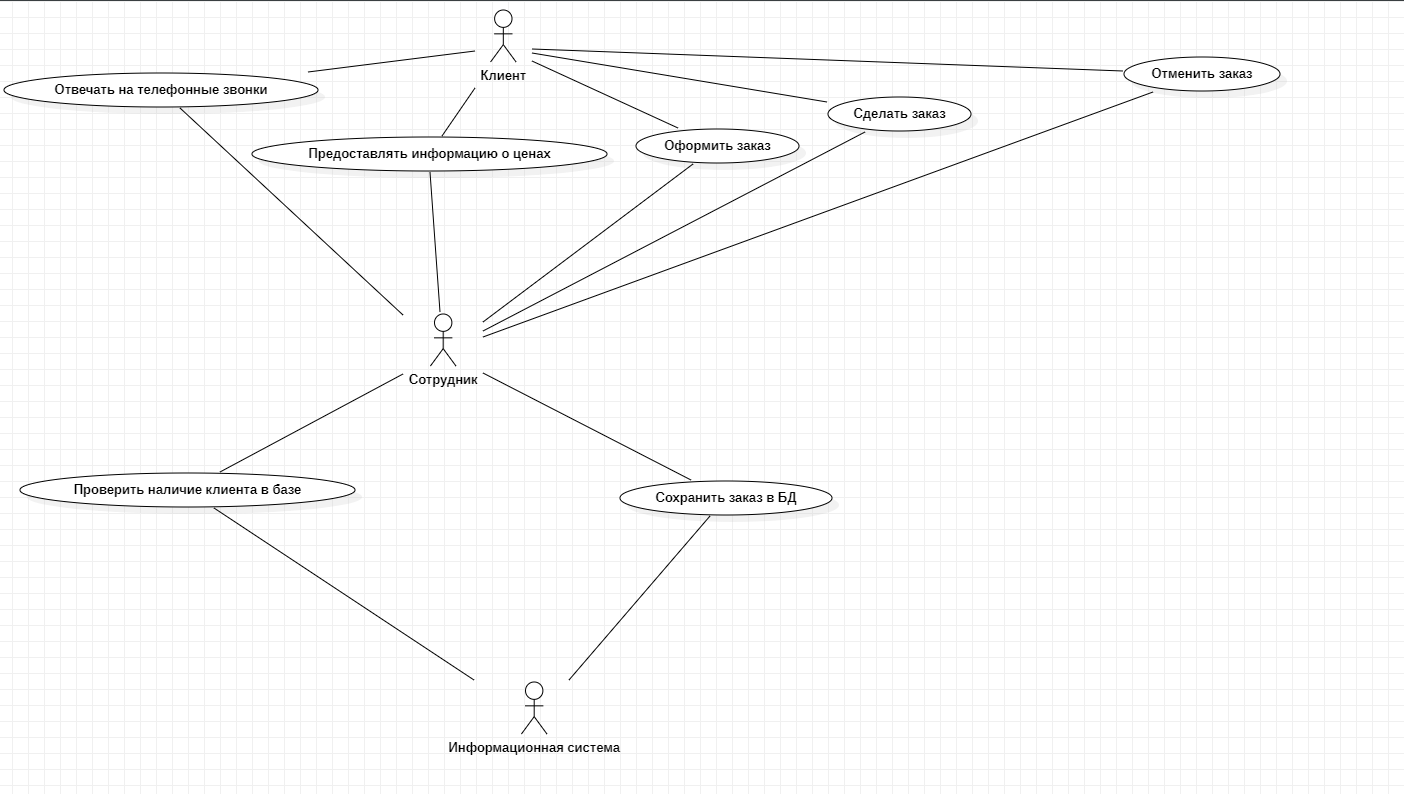 Клиент
Отменить заказ
Отвечать на телефонные звонки
Сделать заказ
Оформить заказ
Предоставлять информацию о ценах
Сотрудник
Проверить наличие клиента в базе
Сохранить заказ в БД
Информационная система